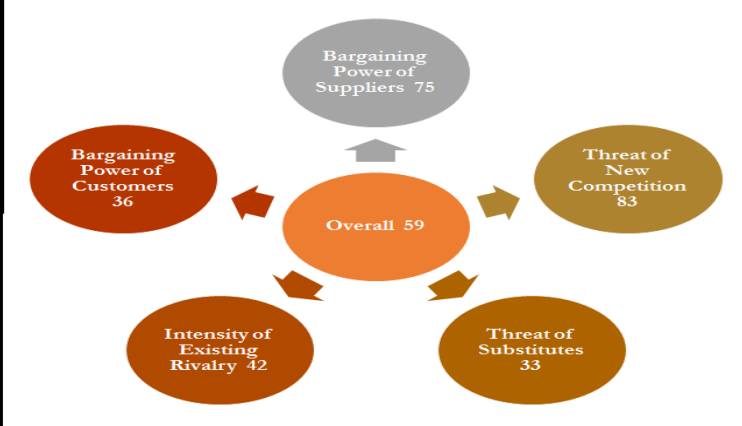 Bargaining
Power of
Suppliers 75
Bargaining
Power of
Customers
36
Threat of
New
Competition
83
Overall 59
Intensity of
Existing
Rivalry 42
Threat of
Substitutes
33